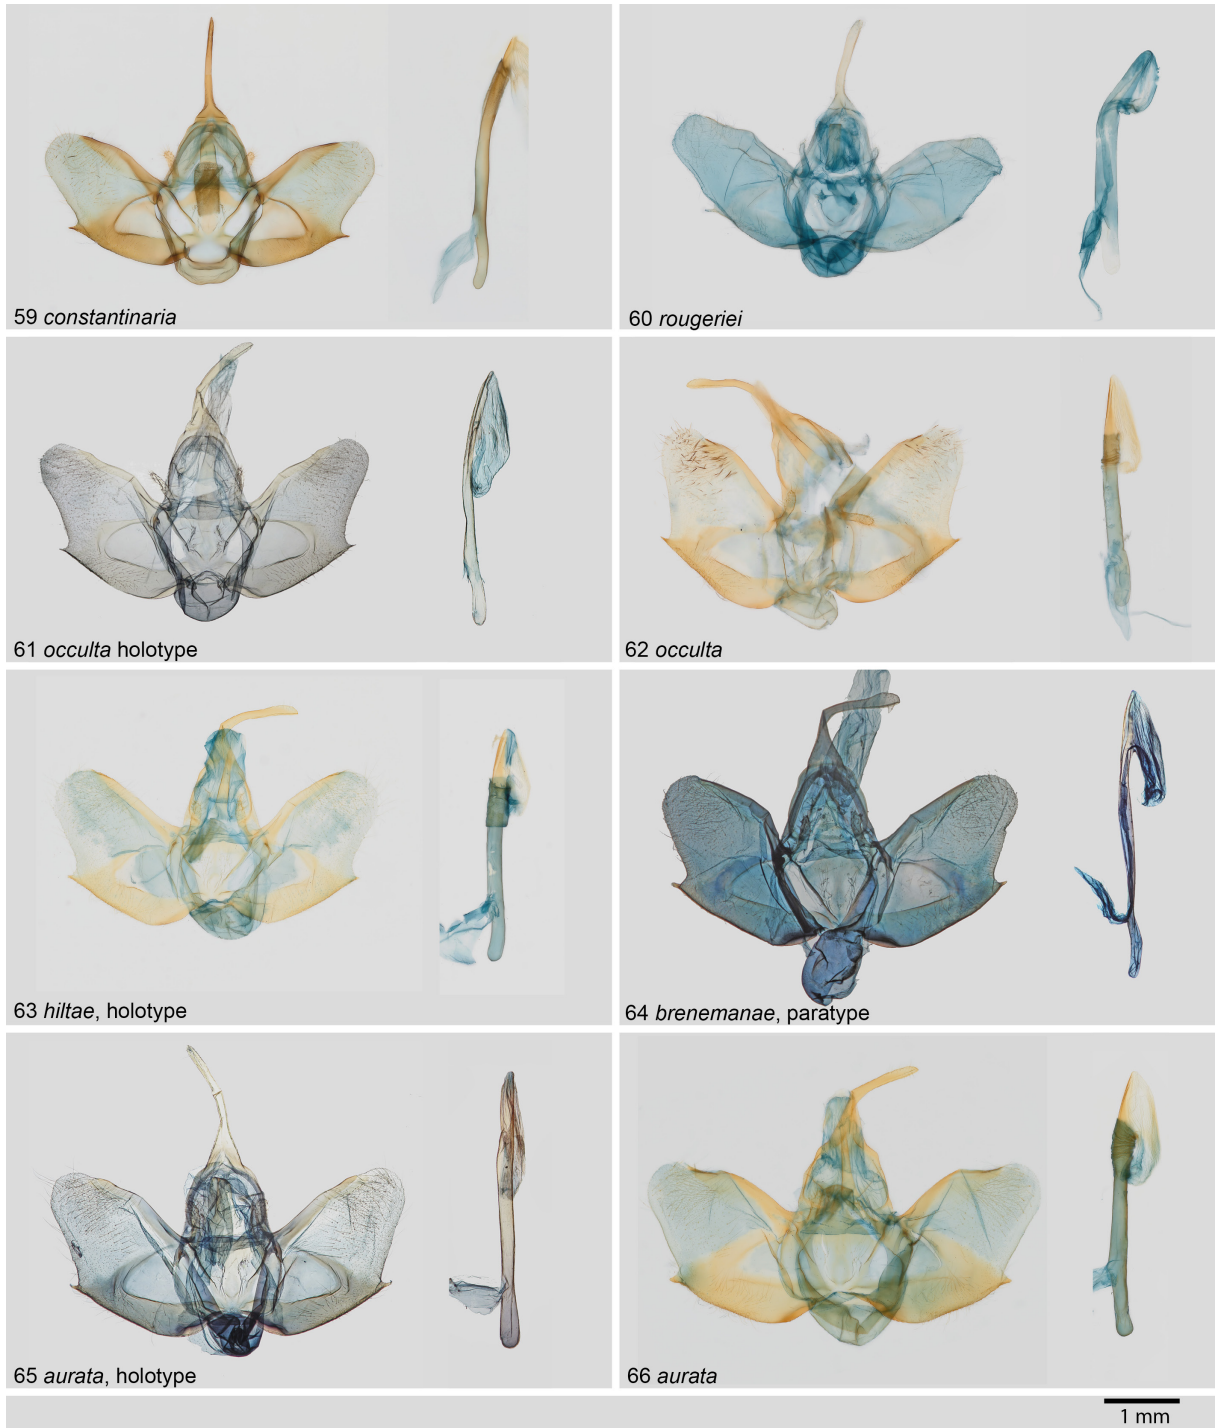 59 constantinaria
60 rougeriei
61 occulta holotype
62 occulta
63 hiltae, holotype
64 brenemanae, paratype
65 aurata, holotype
66 aurata
1 mm